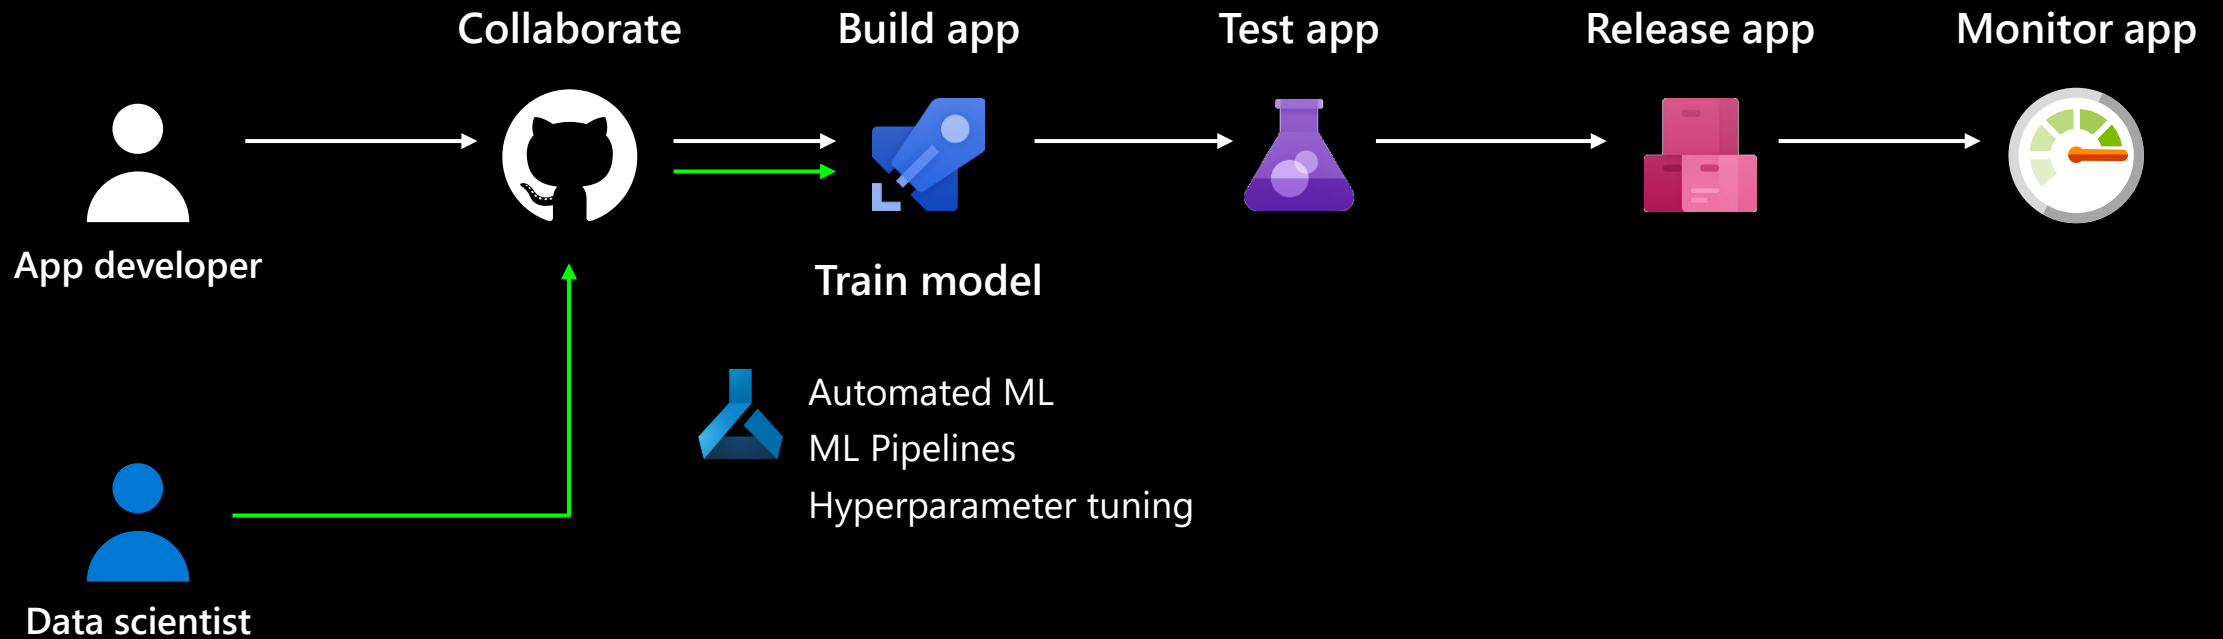 Collaborate
Build app
Test app
Release app
Monitor app
App developer
Train model
Automated ML
ML Pipelines
Hyperparameter tuning
Data scientist